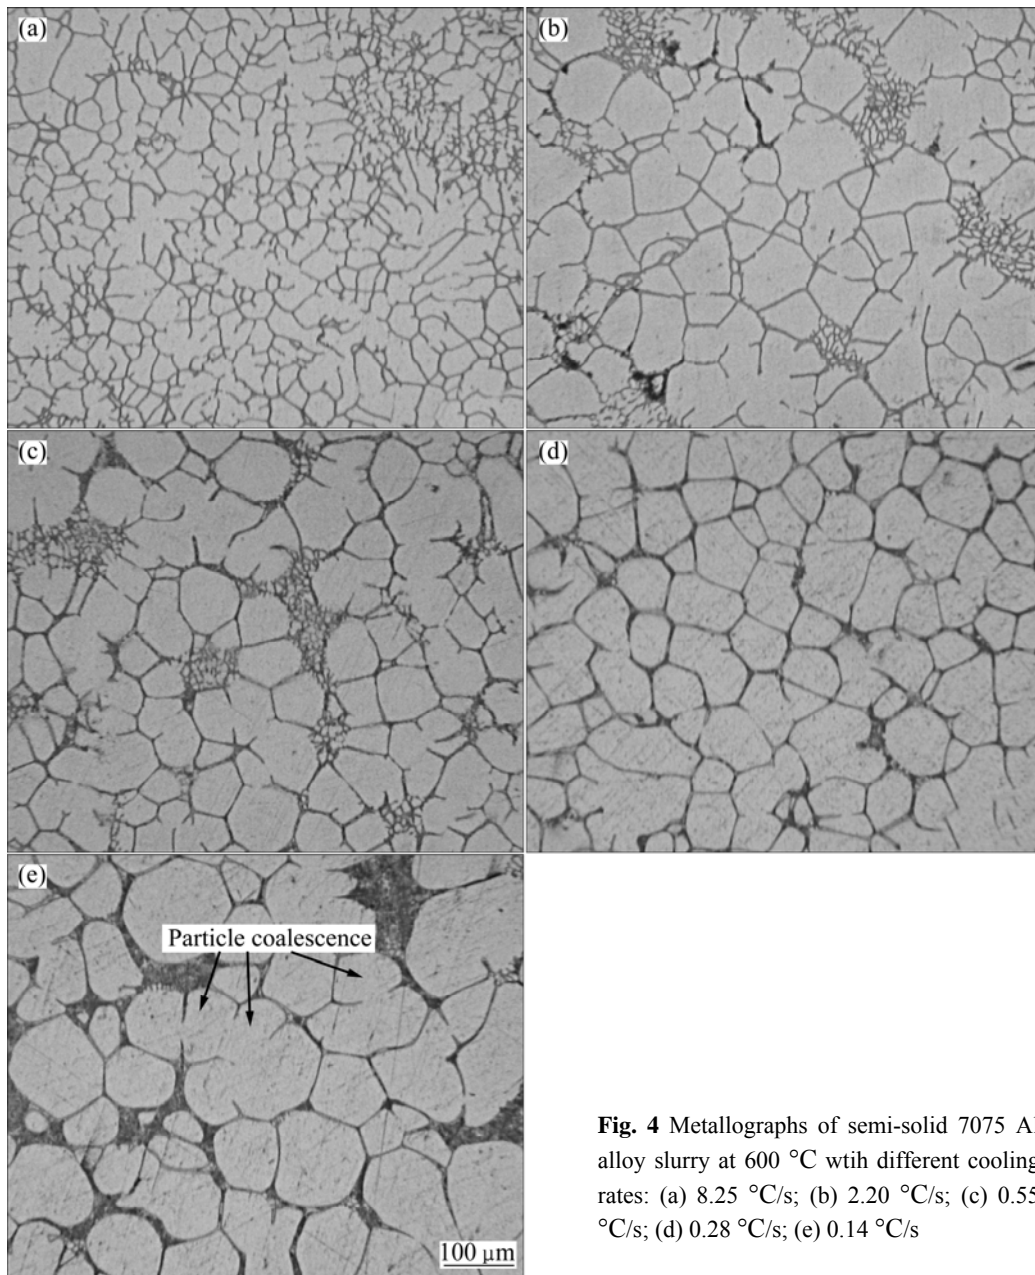 (a)
(b)
(c)
(d)
(e)
Particle coalescence
100 μm
Fig. 4 Metallographs of semi-solid 7075 Al
alloy slurry at 600 °C wtih different cooling
rates: (a) 8.25 °C/s; (b) 2.20 °C/s; (c) 0.55
°C/s; (d) 0.28 °C/s; (e) 0.14 °C/s